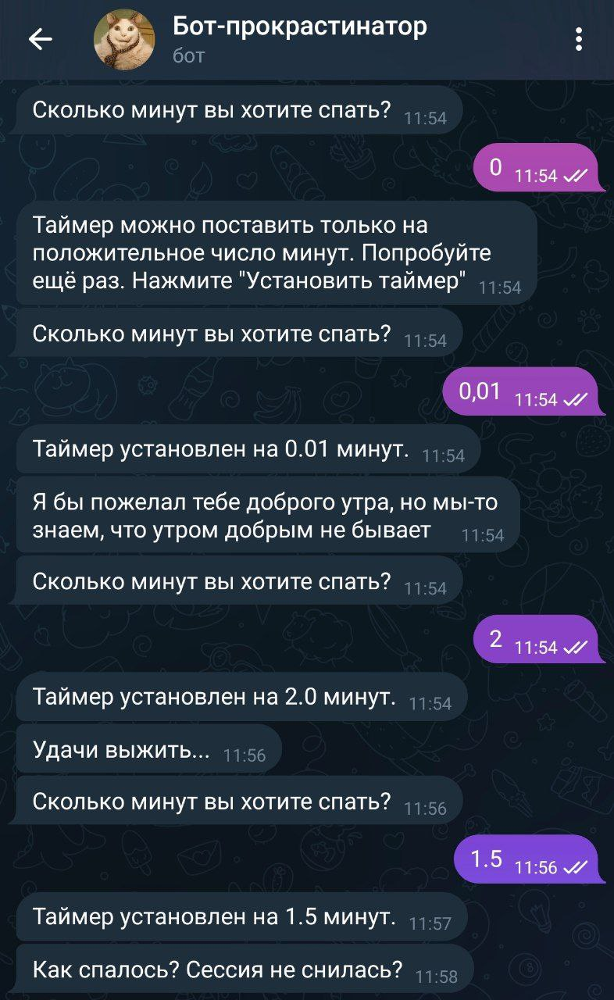 Бот-прокрастинатор
бот
Сколько минут вы хотите спать? 11:54
0 11:54
Таймер можно поставить только на
положительное число минут. Попробуйте
ещё раз. Нажмите "Установить таймер" 11:54
Сколько минут вы хотите спать? 11:54
0,01 11:54
Таймер установлен на 0.01 минут. 11:54
Я бы пожелал тебе доброго утра, но мы-то
знаем, что утром добрым не бывает 11:54
Сколько минут вы хотите спать? 11:54
2 11:54
Таймер установлен на 2.0 минут. 11:54
Удачи выжить... 11:56
Сколько минут вы хотите спать? 11:56
1.5 11:56
Таймер установлен на 1.5 минут. 11:57
Как спалось? Сессия не снилась? 11:58